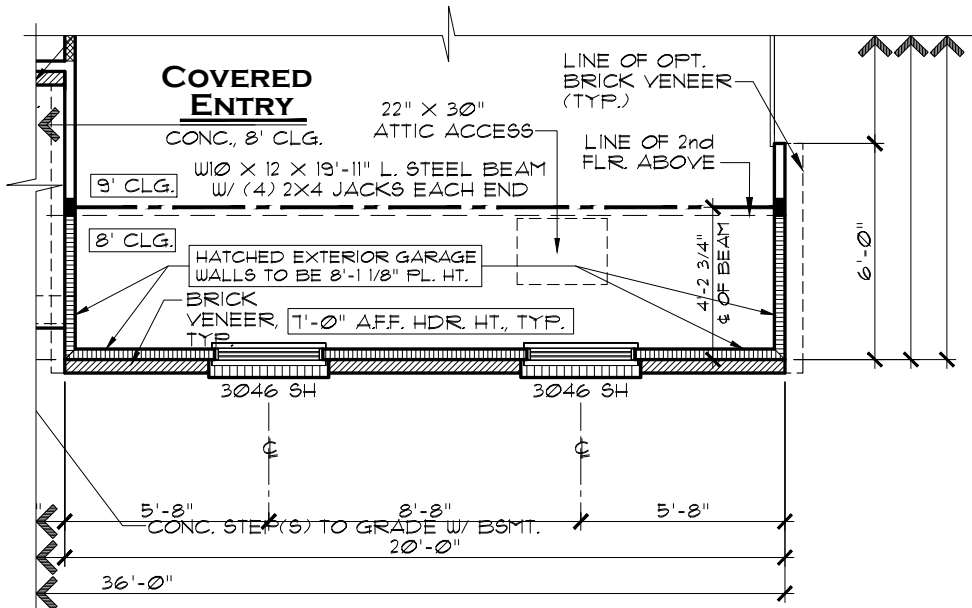 COVERED
ENTRY
CONC., 8' CLG.
22" X 30"
ATTIC ACCESS
LINE OF OPT.
BRICK VENEER
(TYP.)
LINE OF 2nd
FLR. ABOVE
W10 X 12 X 19'-11" L. STEEL BEAM
W/ (4) 2X4 JACKS EACH END
9' CLG.
8' CLG.
HATCHED EXTERIOR GARAGE
WALLS TO BE 8'-1 1/8" PL. HT.
BRICK
VENEER,
TYP.
7'-0" A.F.F. HDR. HT., TYP.
4'-2 3/4"
℄ OF BEAM
6'-0"
3046 SH
3046 SH
℄
℄
5'-8"
8'-8"
5'-8"
CONC. STEP(S) TO GRADE W/ BSMT.
20'-0"
36'-0"